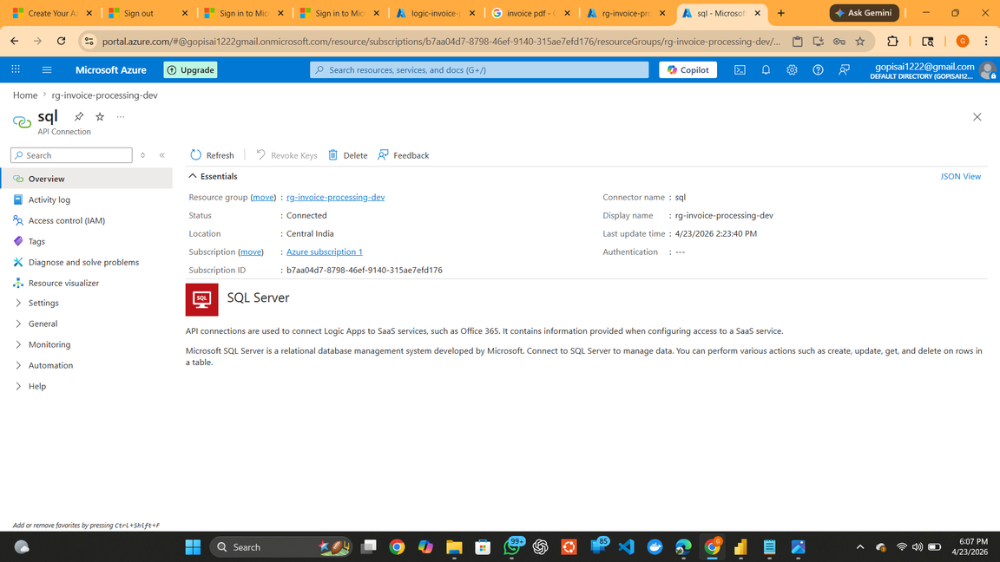 Create Your A
Sign out
Sign in to Mic
Sign in to Mic
logic-invoice-
invoice pdf -
rg-invoice-pro
sql - Microsof
Ask Gemini
portal.azure.com/#@gopisai1222gmail.onmicrosoft.com/resource/subscriptions/b7aa04d7-8798-46ef-9140-315ae7efd176/resourceGroups/rg-invoice-processing-dev/...
G
Microsoft Azure
Upgrade
Search resources, services, and docs (G+/)
Copilot
gopisai1222@gmail.com
DEFAULT DIRECTORY (GOPISAI12...
Home > rg-invoice-processing-dev
sql
API Connection
Search
Refresh
Revoke Keys
Delete
Feedback
Overview
Activity log
Access control (IAM)
Tags
Diagnose and solve problems
Resource visualizer
Settings
General
Monitoring
Automation
Help
Essentials
JSON View
Resource group (move) : rg-invoice-processing-dev
Status : Connected
Location : Central India
Subscription (move) : Azure subscription 1
Subscription ID : b7aa04d7-8798-46ef-9140-315ae7efd176
Connector name : sql
Display name : rg-invoice-processing-dev
Last update time : 4/23/2026 2:23:40 PM
Authentication : ---
SQL
SQL Server
API connections are used to connect Logic Apps to SaaS services, such as Office 365. It contains information provided when configuring access to a SaaS service.
Microsoft SQL Server is a relational database management system developed by Microsoft. Connect to SQL Server to manage data. You can perform various actions such as create, update, get, and delete on rows in
a table.
Add or remove favorites by pressing Ctrl+Shift+F
Search
99+
85
G
6:07 PM
4/23/2026